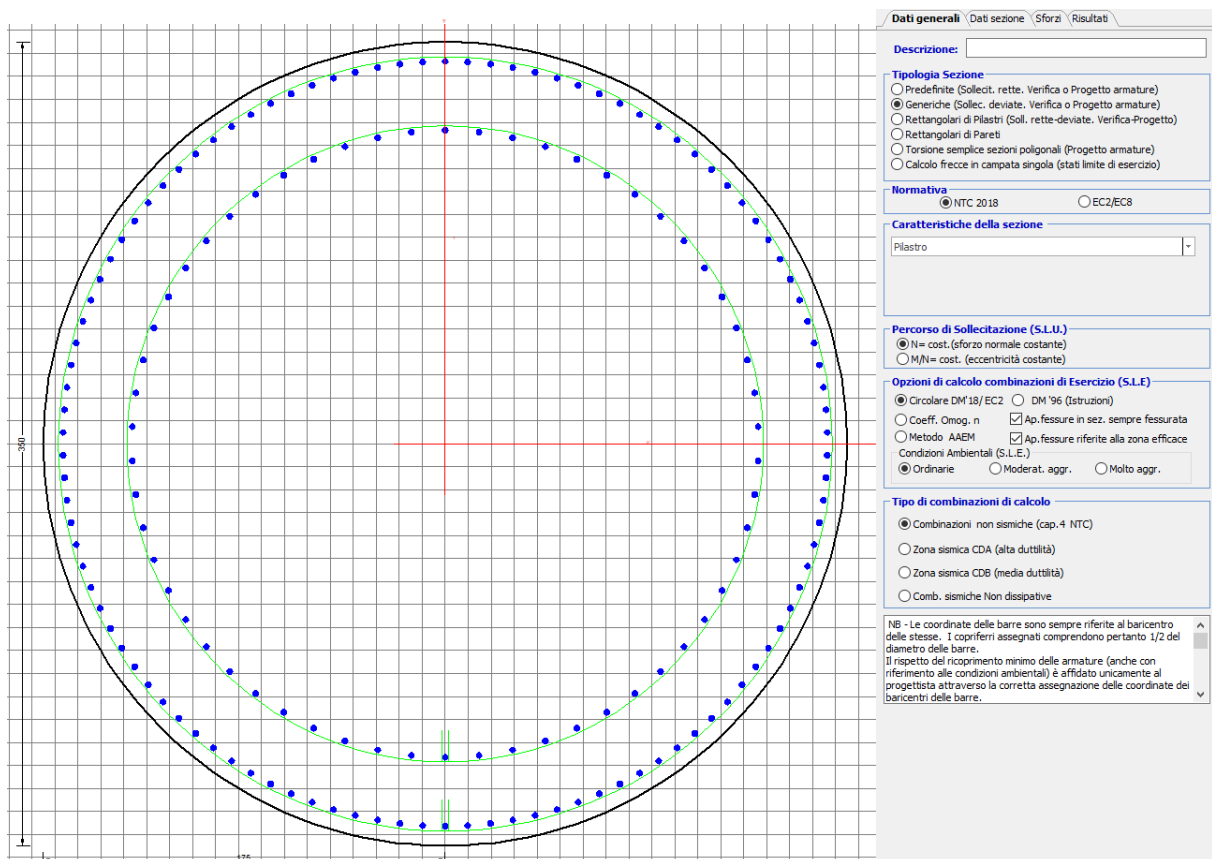 350
175
Dati generali Dati sezione Sforzi Risultati
Descrizione:
Tipologia Sezione
Predefinite (Sollecit. rette. Verifica o Progetto armature)
Generiche (Sollec. deviate. Verifica o Progetto armature)
Rettangolari di Pilastri (Soll. rette-deviate. Verifica-Progetto)
Rettangolari di Pareti
Torsione semplice sezioni poligonali (Progetto armature)
Calcolo frecce in campata singola (stati limite di esercizio)
Normativa
NTC 2018 EC2/EC8
Caratteristiche della sezione
Pilastro
Percorso di Sollecitazione (S.L.U.)
N= cost.(sforzo normale costante)
M/N= cost. (eccentricità costante)
Opzioni di calcolo combinazioni di Esercizio (S.L.E)
Circolare DM'18/ EC2 DM '96 (Istruzioni)
Coeff. Omog. n Ap.fessure in sez. sempre fessurata
Metodo AAEM Ap.fessure riferite alla zona efficace
Condizioni Ambientali (S.L.E.)
Ordinarie Moderat. aggr. Molto aggr.
Tipo di combinazioni di calcolo
Combinazioni non sismiche (cap.4 NTC)
Zona sismica CDA (alta duttilità)
Zona sismica CDB (media duttilità)
Comb. sismiche Non dissipative
NB - Le coordinate delle barre sono sempre riferite al baricentro
delle stesse. I copriferri assegnati comprendono pertanto 1/2 del
diametro delle barre.
Il rispetto del ricoprimento minimo delle armature (anche con
riferimento alle condizioni ambientali) è affidato unicamente al
progettista attraverso la corretta assegnazione delle coordinate dei
baricentri delle barre.